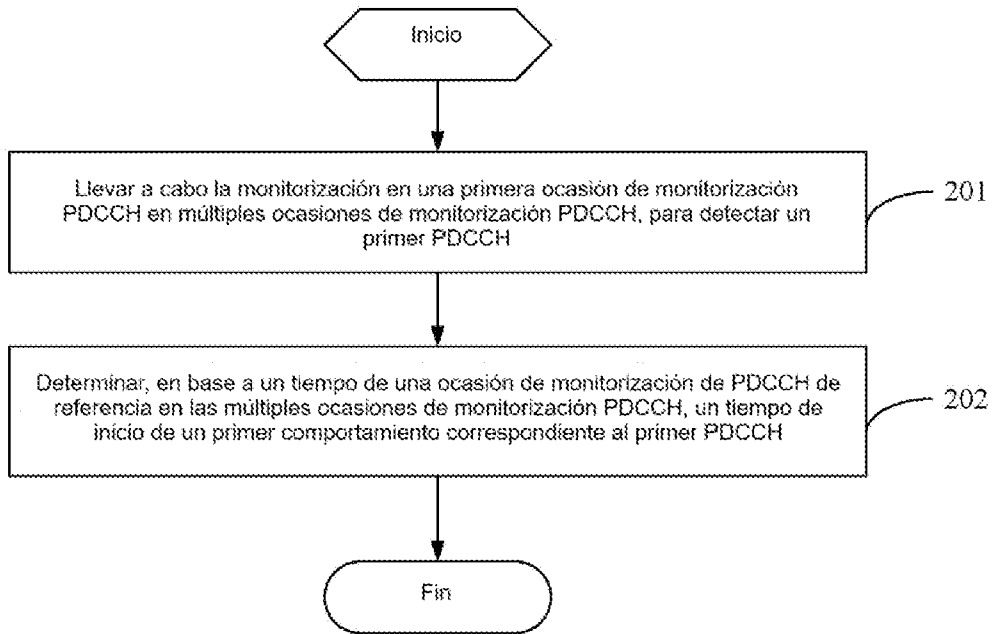 Inicio
Llevar a cabo la monitorización en una primera ocasión de monitorización
PDCCH en múltiples ocasiones de monitorización PDCCH, para detectar un
primer PDCCH
201
Determinar, en base a un tiempo de una ocasión de monitorización de PDCCH de
referencia en las múltiples ocasiones de monitorización PDCCH, un tiempo de
inicio de un primer comportamiento correspondiente al primer PDCCH
202
Fin